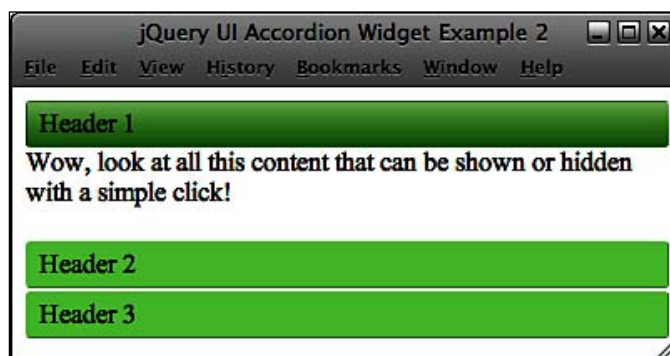 jQuery UI Accordion Widget Example 2
File Edit View History Bookmarks Window Help
Header 1
Wow, look at all this content that can be shown or hidden
with a simple click!
Header 2
Header 3